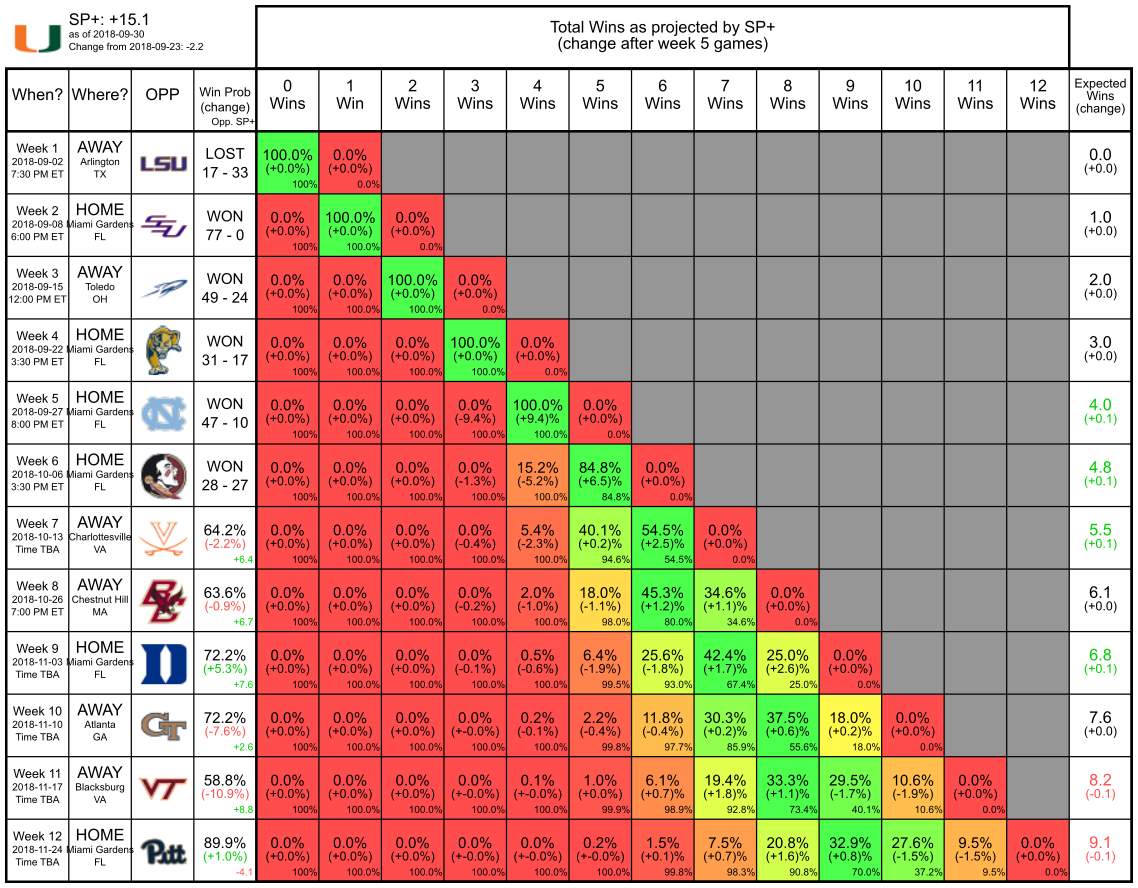 SP+: +15.1
as of 2018-09-30
Change from 2018-09-23: -2.2
Total Wins as projected by SP+
(change after week 5 games)
When? Where? OPP Win Prob (change) Opp. SP+ 0 Wins 1 Win 2 Wins 3 Wins 4 Wins 5 Wins 6 Wins 7 Wins 8 Wins 9 Wins 10 Wins 11 Wins 12 Wins Expected Wins (change)
Week 1 AWAY LOST 100.0% 0.0% 0.0
2018-09-02 Arlington LSU (+0.0%) (+0.0%) (+0.0)
7:30 PM ET TX 17 - 33 100% 0.0%
Week 2 HOME WON 0.0% 100.0% 0.0% 1.0
2018-09-08 Miami Gardens SSU (+0.0%) (+0.0%) (+0.0%) (+0.0)
6:00 PM ET FL 77 - 0 100% 100.0% 0.0%
Week 3 AWAY WON 0.0% 0.0% 100.0% 0.0% 2.0
2018-09-15 Toledo (+0.0%) (+0.0%) (+0.0%) (+0.0%) (+0.0)
12:00 PM ET OH 49 - 24 100% 100.0% 100.0% 0.0%
Week 4 HOME WON 0.0% 0.0% 0.0% 100.0% 0.0% 3.0
2018-09-22 Miami Gardens (+0.0%) (+0.0%) (+0.0%) (+0.0%) (+0.0%) (+0.0)
3:30 PM ET FL 31 - 17 100% 100.0% 100.0% 100.0% 0.0%
Week 5 HOME WON 0.0% 0.0% 0.0% 0.0% 100.0% 0.0% 4.0
2018-09-27 Miami Gardens NC (+0.0%) (+0.0%) (+0.0%) (-9.4%) (+9.4)% (+0.0%) (+0.1)
8:00 PM ET FL 47 - 10 100% 100.0% 100.0% 100.0% 100.0% 0.0%
Week 6 HOME WON 0.0% 0.0% 0.0% 0.0% 15.2% 84.8% 0.0% 4.8
2018-10-06 Miami Gardens (+0.0%) (+0.0%) (+0.0%) (-1.3%) (-5.2%) (+6.5)% (+0.0%) (+0.1)
3:30 PM ET FL 28 - 27 100% 100.0% 100.0% 100.0% 100.0% 84.8% 0.0%
Week 7 AWAY 64.2% 0.0% 0.0% 0.0% 0.0% 5.4% 40.1% 54.5% 0.0% 5.5
2018-10-13 Charlottesville V (-2.2%) (+0.0%) (+0.0%) (+0.0%) (-0.4%) (-2.3%) (+0.2)% (+2.5)% (+0.0%) (+0.1)
Time TBA VA +6.4 100% 100.0% 100.0% 100.0% 100.0% 94.6% 54.5% 0.0%
Week 8 AWAY 63.6% 0.0% 0.0% 0.0% 0.0% 2.0% 18.0% 45.3% 34.6% 0.0% 6.1
2018-10-26 Chestnut Hill BC (-0.9%) (+0.0%) (+0.0%) (+0.0%) (-0.2%) (-1.0%) (-1.1%) (+1.2)% (+1.1)% (+0.0%) (+0.0)
7:00 PM ET MA +6.7 100% 100.0% 100.0% 100.0% 100.0% 98.0% 80.0% 34.6% 0.0%
Week 9 HOME 72.2% 0.0% 0.0% 0.0% 0.0% 0.5% 6.4% 25.6% 42.4% 25.0% 0.0% 6.8
2018-11-03 Miami Gardens D (+5.3%) (+0.0%) (+0.0%) (+0.0%) (-0.1%) (-0.6%) (-1.9%) (-1.8%) (+1.7)% (+2.6)% (+0.0%) (+0.1)
Time TBA FL +7.6 100% 100.0% 100.0% 100.0% 100.0% 99.5% 93.0% 67.4% 25.0% 0.0%
Week 10 AWAY 72.2% 0.0% 0.0% 0.0% 0.0% 0.2% 2.2% 11.8% 30.3% 37.5% 18.0% 0.0% 7.6
2018-11-10 Atlanta GT (-7.6%) (+0.0%) (+0.0%) (+0.0%) (+-0.0%) (-0.1%) (-0.4%) (-0.4%) (+0.2)% (+0.6)% (+0.2)% (+0.0%) (+0.0)
Time TBA GA +2.6 100% 100.0% 100.0% 100.0% 100.0% 99.8% 97.7% 85.9% 55.6% 18.0% 0.0%
Week 11 AWAY 58.8% 0.0% 0.0% 0.0% 0.0% 0.1% 1.0% 6.1% 19.4% 33.3% 29.5% 10.6% 0.0% 8.2
2018-11-17 Blacksburg VT (-10.9%) (+0.0%) (+0.0%) (+0.0%) (+-0.0%) (+-0.0%) (+-0.0%) (+0.7)% (+1.8)% (+1.1)% (-1.7%) (-1.9%) (+0.0%) (-0.1)
Time TBA VA +8.8 100% 100.0% 100.0% 100.0% 100.0% 99.9% 98.9% 92.8% 73.4% 40.1% 10.6% 0.0%
Week 12 HOME 89.9% 0.0% 0.0% 0.0% 0.0% 0.0% 0.2% 1.5% 7.5% 20.8% 32.9% 27.6% 9.5% 0.0% 9.1
2018-11-24 Miami Gardens Pitt (+1.0%) (+0.0%) (+0.0%) (+0.0%) (+-0.0%) (+-0.0%) (+-0.0%) (+0.1)% (+0.7)% (+1.6)% (+0.8)% (-1.5%) (-1.5%) (+0.0%) (-0.1)
Time TBA FL -4.1 100% 100.0% 100.0% 100.0% 100.0% 100.0% 99.8% 98.3% 90.8% 70.0% 37.2% 9.5% 0.0%